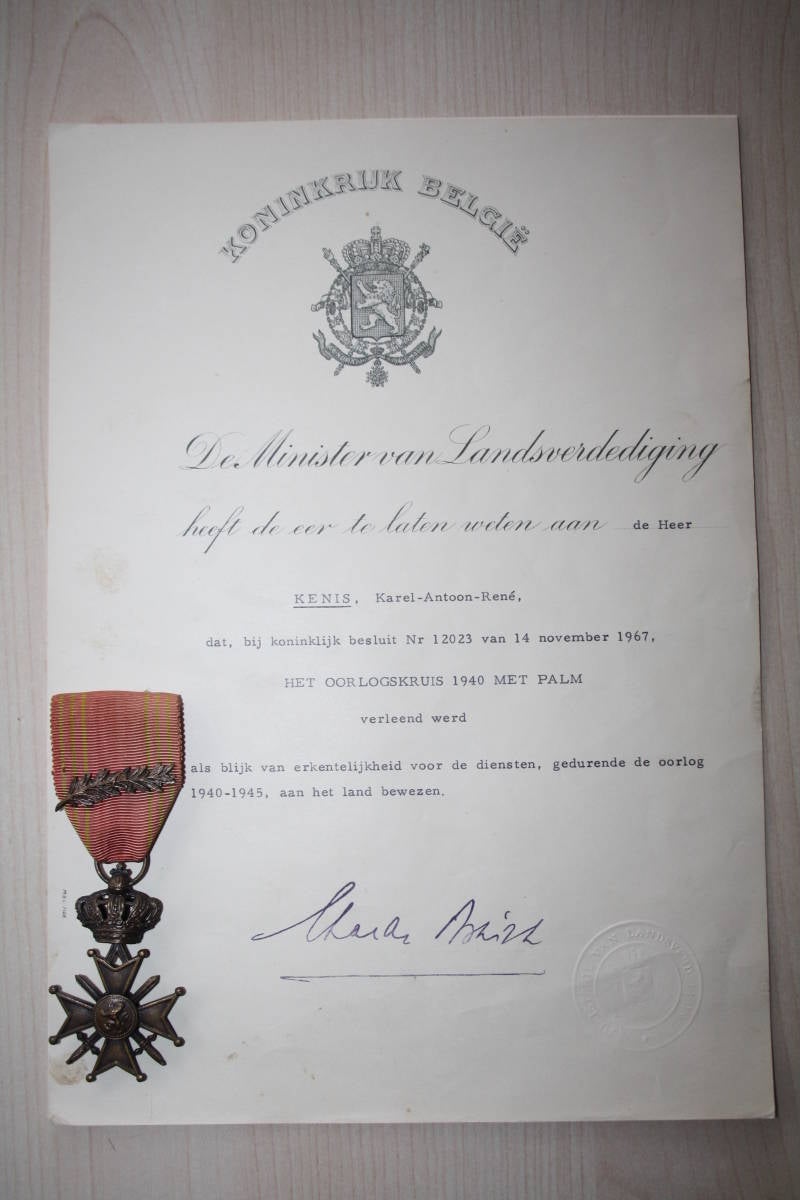 KONINKRIJK BELGIË
De Minister van Landsverdediging
heeft de eer te laten weten aan de Heer
KENIS, Karel-Antoon-René,
dat, bij koninklijk besluit Nr 12023 van 14 november 1967,
HET OORLOGSKRUIS 1940 MET PALM
verleend werd
als blijk van erkentelijkheid voor de diensten, gedurende de oorlog
1940-1945, aan het land bewezen.